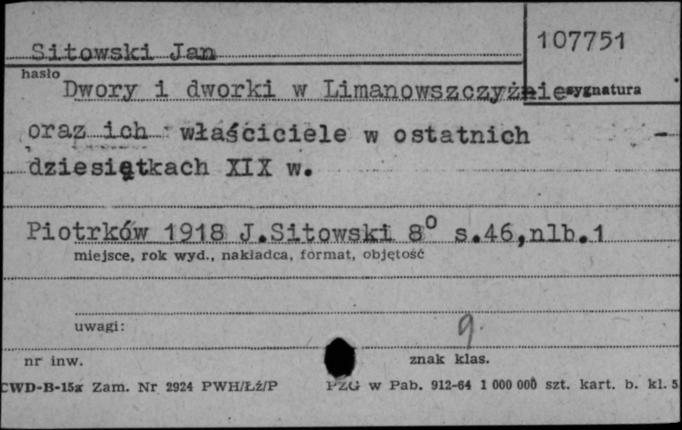 Sitowski Jan
107751
hasło
Dwory i dworki w Limanowszczyźnie
sygnatura
oraz ich właściciele w ostatnich -
dziesiątkach XIX w.
Piotrków 1918 J.Sitowski 8° s.46,nlb.1
miejsce, rok wyd., nakładca, format, objętość
uwagi:
9.
nr inw.
znak klas.
CWD-B-15x Zam. Nr 2924 PWH/Łź/P
PZG w Pab. 912-64 1 000 000 szt. kart. b. kl. 5